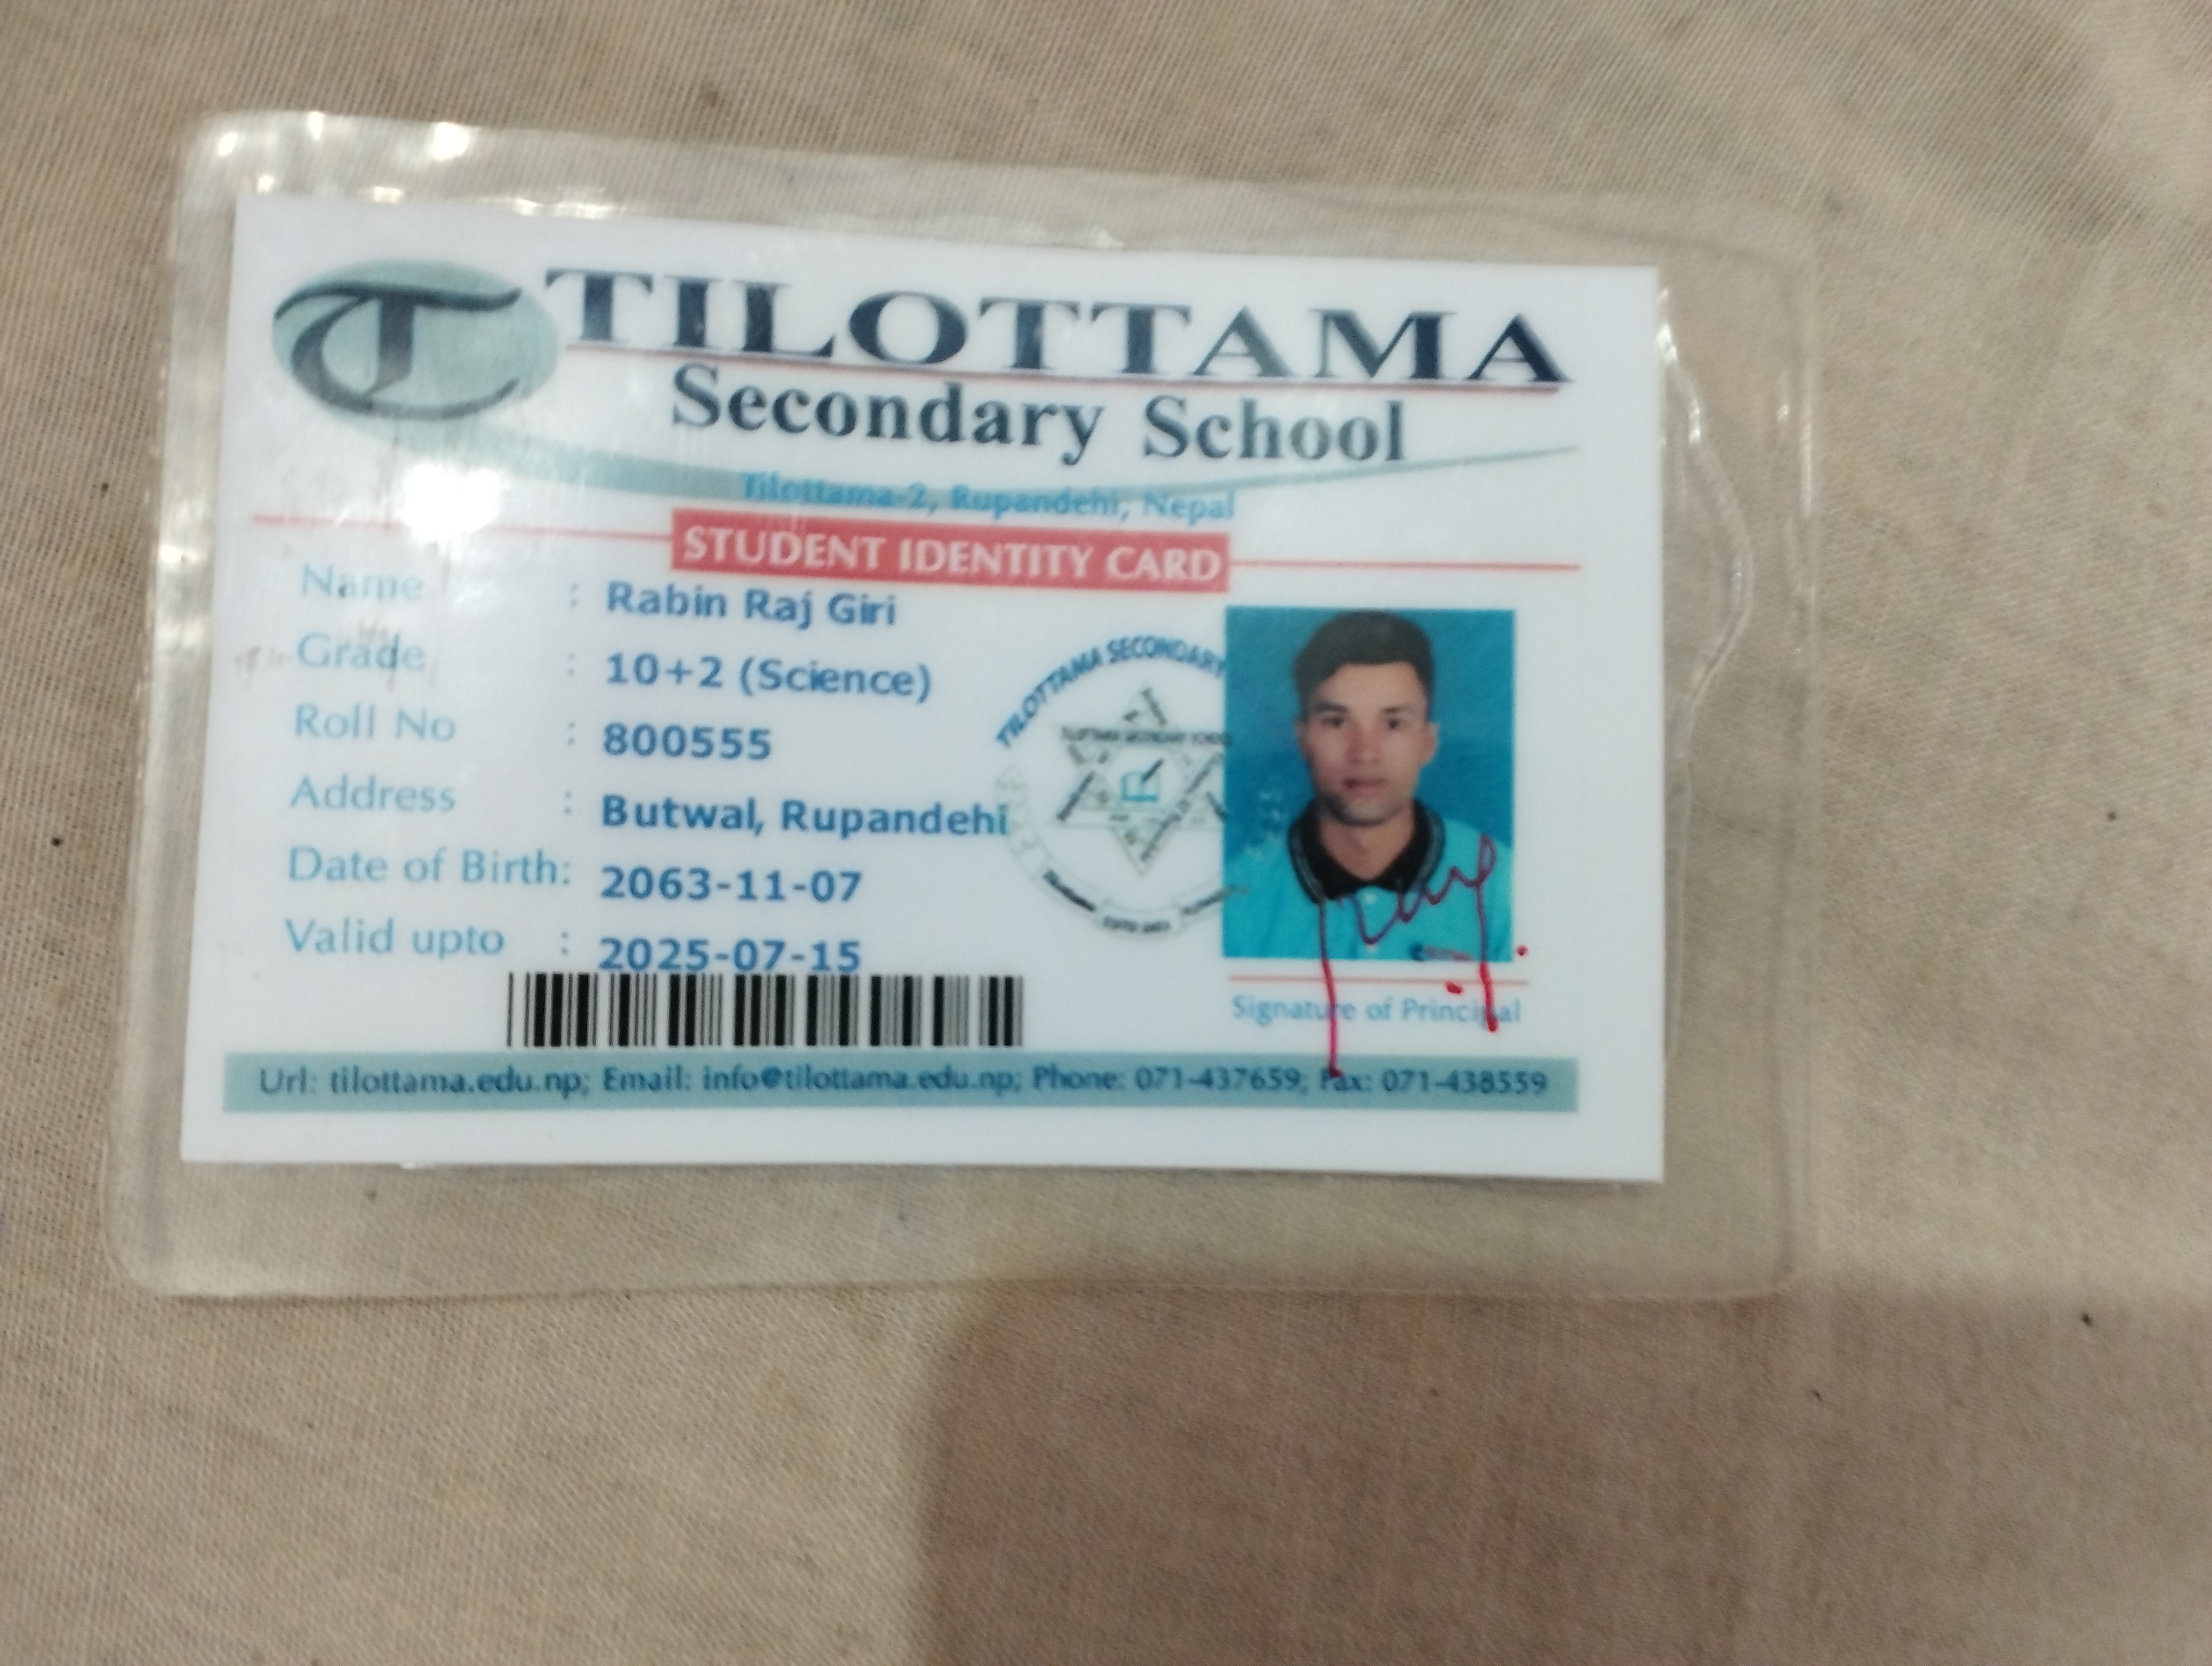 TILOTTAMA
Secondary School
Tilottama-2, Rupandehi, Nepal
STUDENT IDENTITY CARD
Name : Rabin Raj Giri
Grade : 10+2 (Science)
Roll No : 800555
Address : Butwal, Rupandehi
Date of Birth: 2063-11-07
Valid upto : 2025-07-15
TILOTTAMA SECONDARY
Signature of Principal
Url: tilottama.edu.np; Email: info@tilottama.edu.np; Phone: 071-437659; Fax: 071-438559